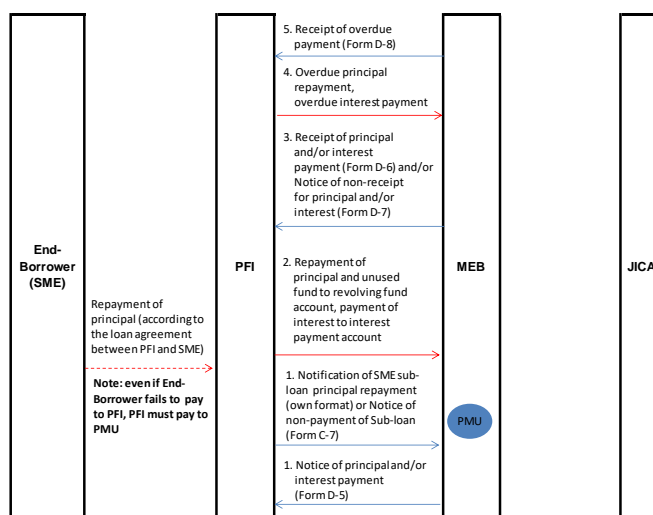 5. Receipt of overdue
payment (Form D-8)
4. Overdue principal
repayment,
overdue interest payment
3. Receipt of principal
and/or interest
payment (Form D-6) and/or
Notice of non-receipt
for principal and/or
interest (Form D-7)
End-
Borrower
(SME)
PFI
MEB
JICA
2. Repayment of
principal and unused
fund to revolving fund
account, payment of
interest to interest
payment account
Repayment of
principal (according to
the loan agreement
between PFI and SME)
Note: even if End-
Borrower fails to pay
to PFI, PFI must pay to
PMU
1. Notification of SME sub-
loan principal repayment
(own format) or Notice of
non-payment of Sub-loan
(Form C-7)
PMU
1. Notice of principal and/or
interest payment
(Form D-5)